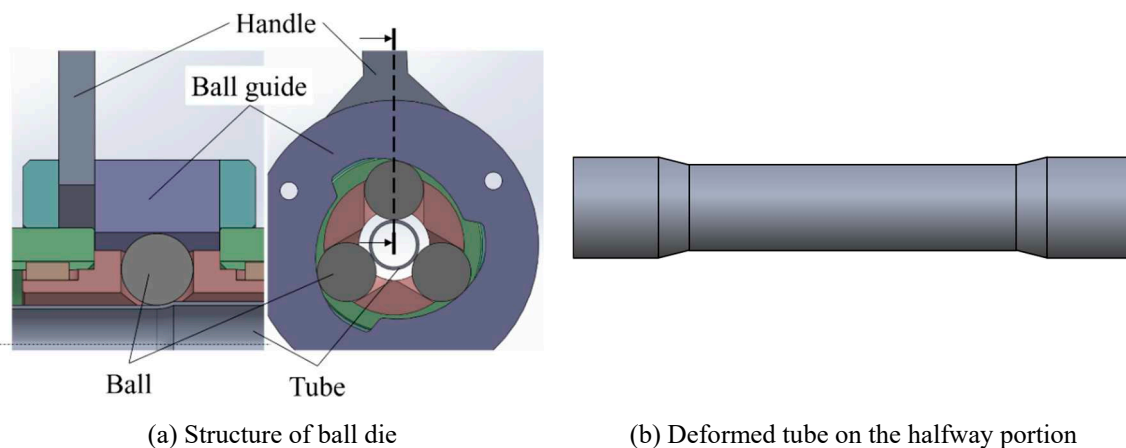 Handle
Ball guide
Ball
Tube
(a) Structure of ball die
(b) Deformed tube on the halfway portion